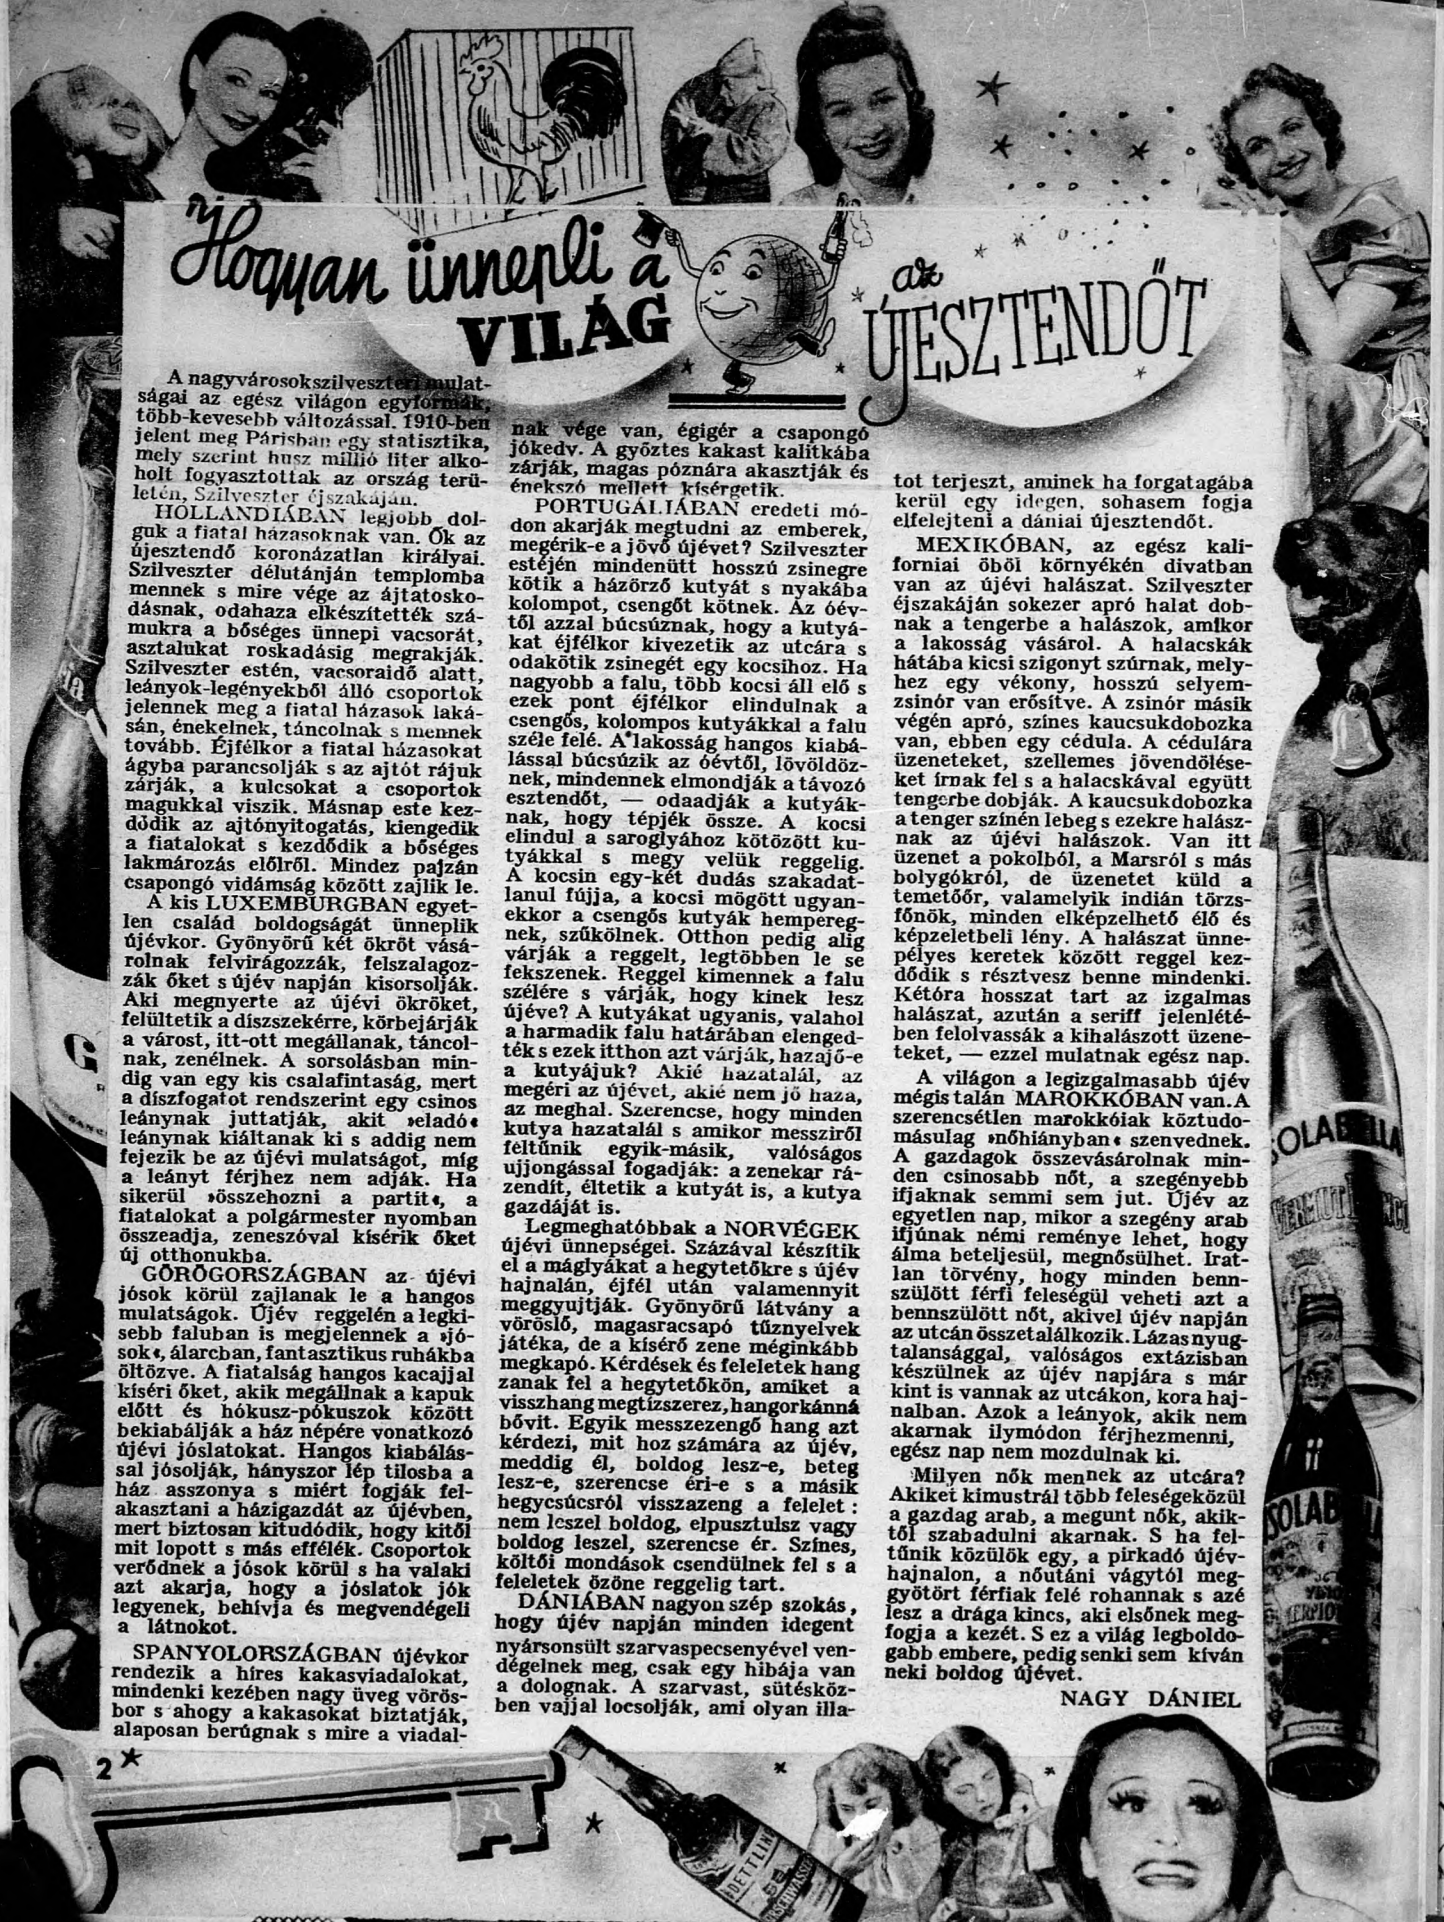 Hogyan ünnepli a
VILÁG
az
ÚJESZTENDŐT
A nagyvárosok szilveszteri mulat-
ságai az egész világon egyformák,
több-kevesebb változással. 1910-ben
jelent meg Párisban egy statisztika,
mely szerint husz millió liter alko-
holt fogyasztottak az ország terü-
letén, Szilveszter éjszakáján.
HOLLANDIÁBAN legjobb dol-
guk a fiatal házasoknak van. Ők az
újesztendő koronázatlan királyai.
Szilveszter délutánján templomba
mennek s mire vége az ájtatosko-
dásnak, odahaza elkészítették szá-
mukra a bőséges ünnepi vacsorát,
asztalukat roskadásig megrakják.
Szilveszter estén, vacsoraidő alatt,
leányok-legényekből álló csoportok
jelennek meg a fiatal házasok laká-
sán, énekelnek, táncolnak s mennek
tovább. Éjfélkor a fiatal házasokat
ágyba parancsolják s az ajtót rájuk
zárják, a kulcsokat a csoportok
magukkal viszik. Másnap este kez-
dődik az ajtónyitogatás, kiengedik
a fiatalokat s kezdődik a bőséges
lakmározás előlről. Mindez pajzán
csapongó vidámság között zajlik le.
A kis LUXEMBURGBAN egyet-
len család boldogságát ünneplik
újévkor. Gyönyörű két ökröt vásá-
rolnak felvirágozzák, felszalagoz-
zák őket s újév napján kisorsolják.
Aki megnyerte az újévi ökröket,
felültetik a díszszekérre, körbejárják
a várost, itt-ott megállanak, táncol-
nak, zenélnek. A sorsolásban min-
dig van egy kis csalafintaság, mert
a díszfogatot rendszerint egy csinos
leánynak juttatják, akit »eladó«
leánynak kiáltanak ki s addig nem
fejezik be az újévi mulatságot, míg
a leányt férjhez nem adják. Ha
sikerül »összehozni a partit«, a
fiatalokat a polgármester nyomban
összeadja, zeneszóval kísérik őket
új otthonukba.
GÖRÖGORSZÁGBAN az újévi
jósok körül zajlanak le a hangos
mulatságok. Újév reggelén a legki-
sebb faluban is megjelennek a »jó-
sok«, álarcban, fantasztikus ruhákba
öltözve. A fiatalság hangos kacajjal
kíséri őket, akik megállnak a kapuk
előtt és hókusz-pókuszok között
bekiabálják a ház népére vonatkozó
újévi jóslatokat. Hangos kiabálás-
sal jósolják, hányszor lép tilosba a
ház asszonya s miért fogják fel-
akasztani a házigazdát az újévben,
mert biztosan kitudódik, hogy kitől
mit lopott s más effélék. Csoportok
verődnek a jósok körül s ha valaki
azt akarja, hogy a jóslatok jók
legyenek, behívja és megvendégeli
a látnokot.
SPANYOLORSZÁGBAN újévkor
rendezik a híres kakasviadalokat,
mindenki kezében nagy üveg vörös-
bor s ahogy a kakasokat biztatják,
alaposan berúgnak s mire a viadal-
nak vége van, égigér a csapongó
jókedv. A győztes kakast kalitkába
zárják, magas póznára akasztják és
énekszó mellett kísérgetik.
PORTUGÁLIÁBAN eredeti mó-
don akarják megtudni az emberek,
megérik-e a jövő újévet? Szilveszter
estéjén mindenütt hosszú zsinegre
kötik a házőrző kutyát s nyakába
kolompot, csengőt kötnek. Az óév-
től azzal búcsúznak, hogy a kutyá-
kat éjfélkor kivezetik az utcára s
odakötik zsinegét egy kocsihoz. Ha
nagyobb a falu, több kocsi áll elő s
ezek pont éjfélkor elindulnak a
csengős, kolompos kutyákkal a falu
széle felé. A lakosság hangos kiabá-
lással búcsúzik az óévtől, lövöldöz-
nek, mindennek elmondják a távozó
esztendőt, — odaadják a kutyák-
nak, hogy tépjék össze. A kocsi
elindul a saroglyához kötözött ku-
tyákkal s megy velük reggelig.
A kocsin egy-két dudás szakadat-
lanul fújja, a kocsi mögött ugyan-
ekkor a csengős kutyák hempereg-
nek, szűkölnek. Otthon pedig alig
várják a reggelt, legtöbben le se
fekszenek. Reggel kimennek a falu
szélére s várják, hogy kinek lesz
újéve? A kutyákat ugyanis, valahol
a harmadik falu határában elenged-
ték s ezek itthon azt várják, hazajő-e
a kutyájuk? Akié hazatalál, az
megéri az újévet, akié nem jő haza,
az meghal. Szerencse, hogy minden
kutya hazatalál s amikor messziről
feltűnik egyik-másik, valóságos
ujjongással fogadják: a zenekar rá-
zendít, éltetik a kutyát is, a kutya
gazdáját is.
Legmeghatóbbak a NORVÉGEK
újévi ünnepségei. Százával készítik
el a máglyákat a hegytetőkre s újév
hajnalán, éjfél után valamennyit
meggyujtják. Gyönyörű látvány a
vöröslő, magasracsapó tűznyelvek
játéka, de a kísérő zene méginkább
megkapó. Kérdések és feleletek hang
zanak fel a hegytetőkön, amiket a
visszhang megtízszerez, hangorkánná
bővit. Egyik messzezengő hang azt
kérdezi, mit hoz számára az újév,
meddig él, boldog lesz-e, beteg
lesz-e, szerencse éri-e s a másik
hegycsúcsról visszazeng a felelet:
nem leszel boldog, elpusztulsz vagy
boldog leszel, szerencse ér. Színes,
költői mondások csendülnek fel s a
feleletek özöne reggelig tart.
DÁNIÁBAN nagyon szép szokás,
hogy újév napján minden idegent
nyársonsült szarvaspecsenyével ven-
dégelnek meg, csak egy hibája van
a dolognak. A szarvast, sütésköz-
ben vajjal locsolják, ami olyan illa-
tot terjeszt, aminek ha forgatagába
kerül egy idegen, sohasem fogja
elfelejteni a dániai újesztendőt.
MEXIKÓBAN, az egész kali-
forniai öböl környékén divatban
van az újévi halászat. Szilveszter
éjszakáján sokezer apró halat dob-
nak a tengerbe a halászok, amikor
a lakosság vásárol. A halacskák
hátába kicsi szigonyt szúrnak, mely-
hez egy vékony, hosszú selyem-
zsinór van erősítve. A zsinór másik
végén apró, színes kaucsukdobozka
van, ebben egy cédula. A cédulára
üzeneteket, szellemes jövendölése-
ket írnak fel s a halacskával együtt
tengerbe dobják. A kaucsukdobozka
a tenger színén lebeg s ezekre halász-
nak az újévi halászok. Van itt
üzenet a pokolból, a Marsról s más
bolygókról, de üzenetet küld a
temetőőr, valamelyik indián törzs-
főnök, minden elképzelhető élő és
képzeletbeli lény. A halászat ünne-
pélyes keretek között reggel kez-
dődik s résztvesz benne mindenki.
Kétóra hosszat tart az izgalmas
halászat, azután a seriff jelenlété-
ben felolvassák a kihalászott üzene-
teket, — ezzel mulatnak egész nap.
A világon a legizgalmasabb újév
mégis talán MAROKKÓBAN van. A
szerencsétlen marokkóiak köztudo-
másulag »nőhiányban« szenvednek.
A gazdagok összevásárolnak min-
den csinosabb nőt, a szegényebb
ifjaknak semmi sem jut. Újév az
egyetlen nap, mikor a szegény arab
ifjúnak némi reménye lehet, hogy
álma beteljesül, megnősülhet. Irat-
lan törvény, hogy minden benn-
szülött férfi feleségül veheti azt a
bennszülött nőt, akivel újév napján
az utcán összetalálkozik. Lázas nyug-
talansággal, valóságos extázisban
készülnek az újév napjára s már
kint is vannak az utcákon, kora haj-
nalban. Azok a leányok, akik nem
akarnak ilymódon férjhezmenni,
egész nap nem mozdulnak ki.
Milyen nők mennek az utcára?
Akiket kimustrál több feleségeközül
a gazdag arab, a megunt nők, akik-
től szabadulni akarnak. S ha fel-
tűnik közülök egy, a pirkadó újév-
hajnalon, a nőutáni vágytól meg-
gyötört férfiak felé rohannak s azé
lesz a drága kincs, aki elsőnek meg-
fogja a kezét. S ez a világ legboldo-
gabb embere, pedig senki sem kíván
neki boldog újévet.
NAGY DÁNIEL
2
DETTLING